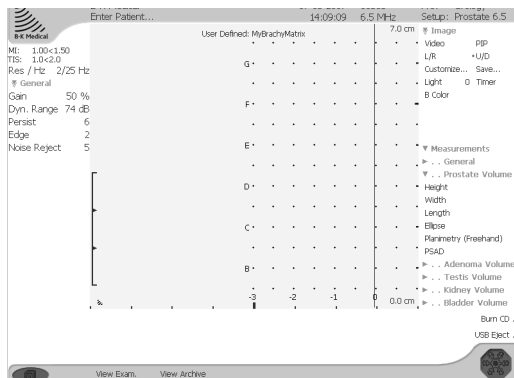 Enter Patient...
14:09:09 6.5 MHz
Setup: Prostate 6.5
B-K Medical
MI: 1.00<1.50
TIS: 1.0<2.0
Res / Hz 2/25 Hz
General
Gain 50 %
Dyn. Range 74 dB
Persist 6
Edge 2
Noise Reject 5
User Defined: MyBrachyMatrix
7.0 cm
G
F
E
D
C
B
-3 -2 -1 0
0.0 cm
Image
Video PIP
L/R •U/D
Customize... Save...
Light 0 Timer
B Color
Measurements
. . General
. . Prostate Volume
Height
Width
Length
Ellipse
Planimetry (Freehand)
PSAD
. . Adenoma Volume
. . Testis Volume
. . Kidney Volume
. . Bladder Volume
Burn CD .
USB Eject .
View Exam. View Archive